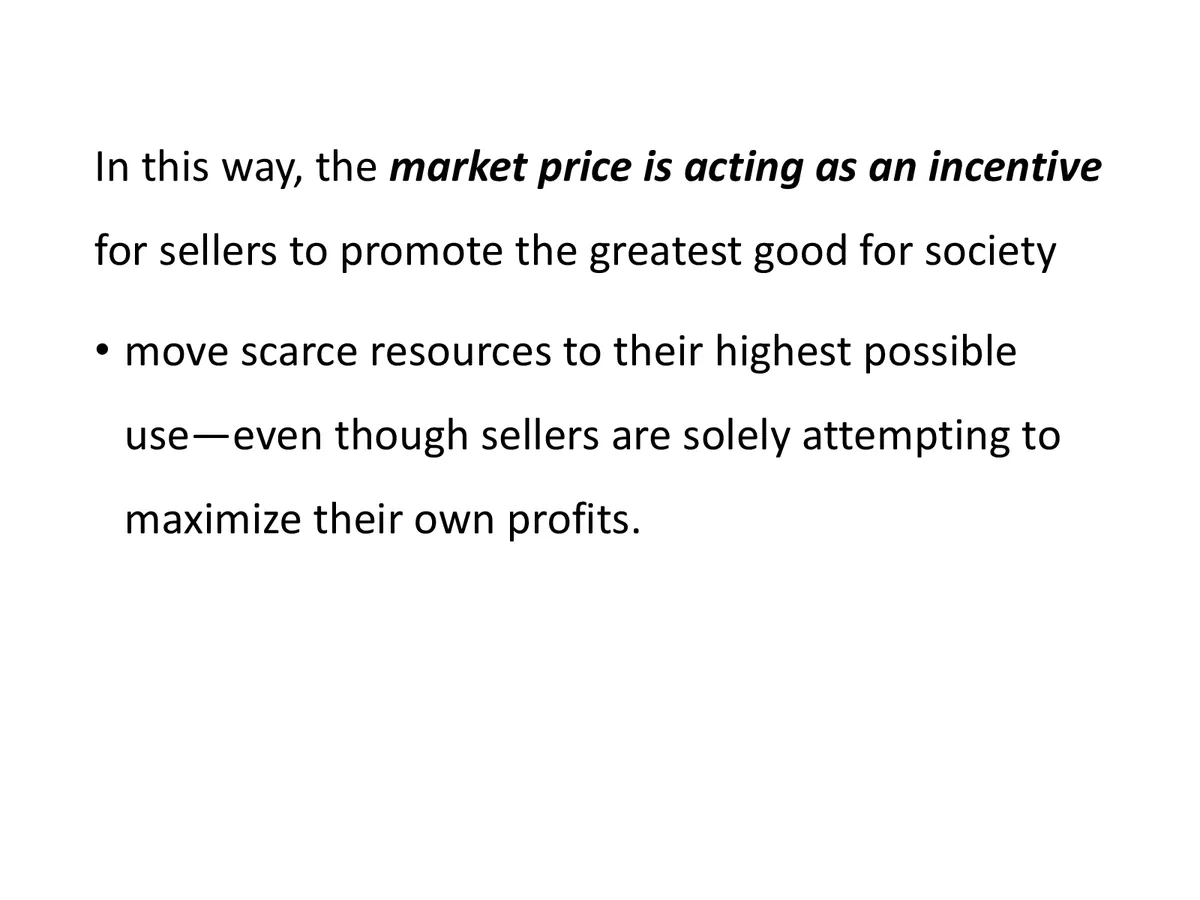 In this way, the market price is acting as an incentive
for sellers to promote the greatest good for society
• move scarce resources to their highest possible
use—even though sellers are solely attempting to
maximize their own profits.